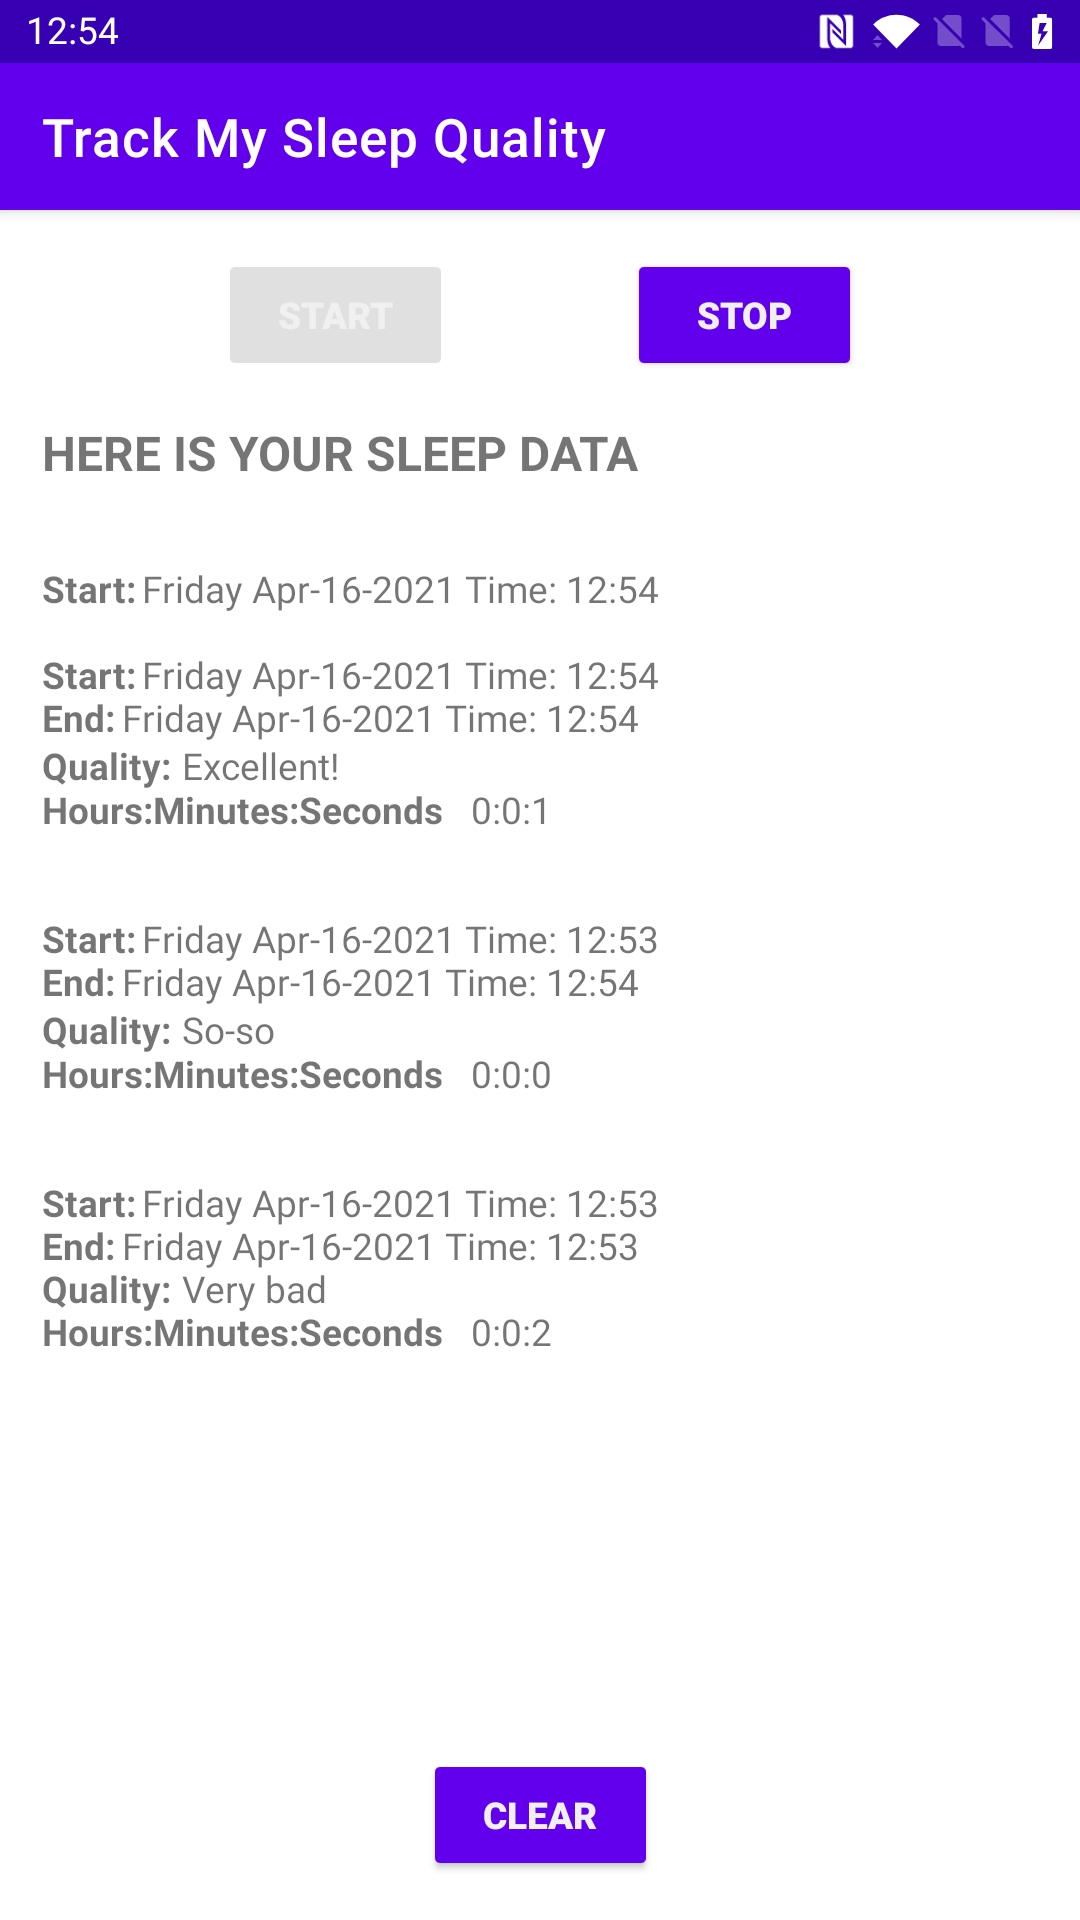 12:54
Track My Sleep Quality
START STOP
HERE IS YOUR SLEEP DATA
Start: Friday Apr-16-2021 Time: 12:54
Start: Friday Apr-16-2021 Time: 12:54
End: Friday Apr-16-2021 Time: 12:54
Quality: Excellent!
Hours:Minutes:Seconds 0:0:1
Start: Friday Apr-16-2021 Time: 12:53
End: Friday Apr-16-2021 Time: 12:54
Quality: So-so
Hours:Minutes:Seconds 0:0:0
Start: Friday Apr-16-2021 Time: 12:53
End: Friday Apr-16-2021 Time: 12:53
Quality: Very bad
Hours:Minutes:Seconds 0:0:2
CLEAR